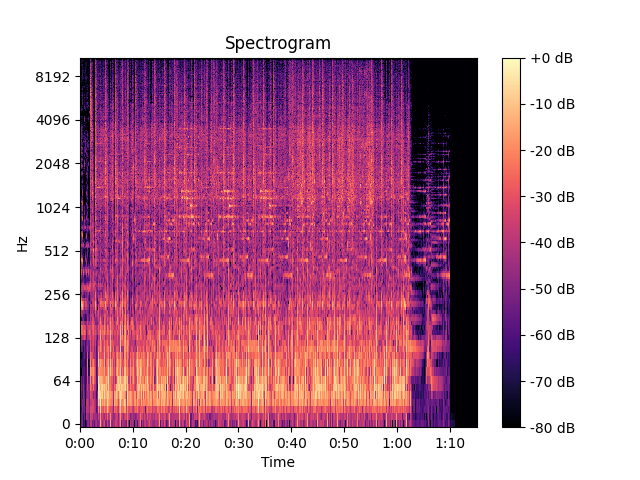 Spectrogram
Hz
8192
4096
2048
1024
512
256
128
64
0
0:00 0:10 0:20 0:30 0:40 0:50 1:00 1:10
Time
+0 dB
-10 dB
-20 dB
-30 dB
-40 dB
-50 dB
-60 dB
-70 dB
-80 dB